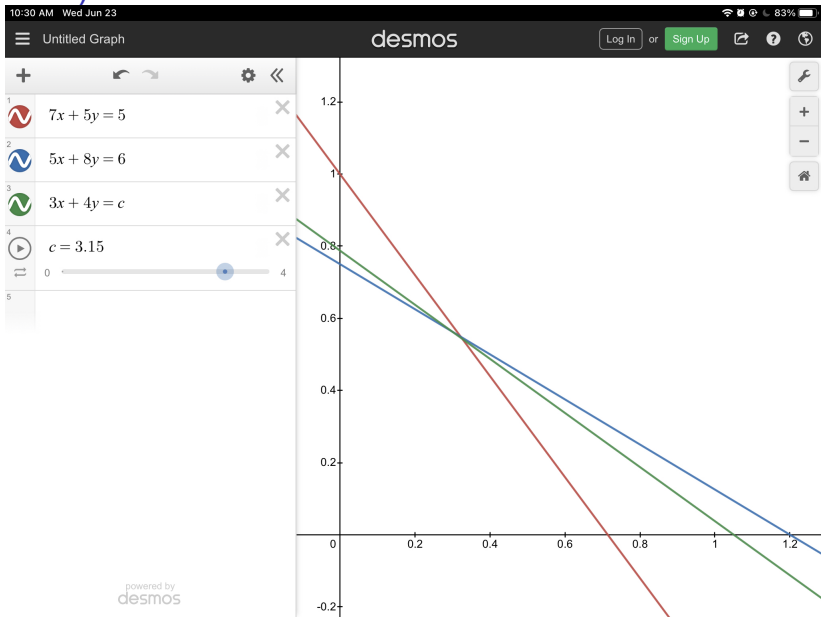 10:30 AM Wed Jun 23 83%
Untitled Graph desmos Log In or Sign Up ?
1
7x + 5y = 5
2
5x + 8y = 6
3
3x + 4y = c
4
c = 3.15
0 4
5
powered by
desmos
1.2
1
0.8
0.6
0.4
0.2
0 0.2 0.4 0.6 0.8 1 1.2
-0.2